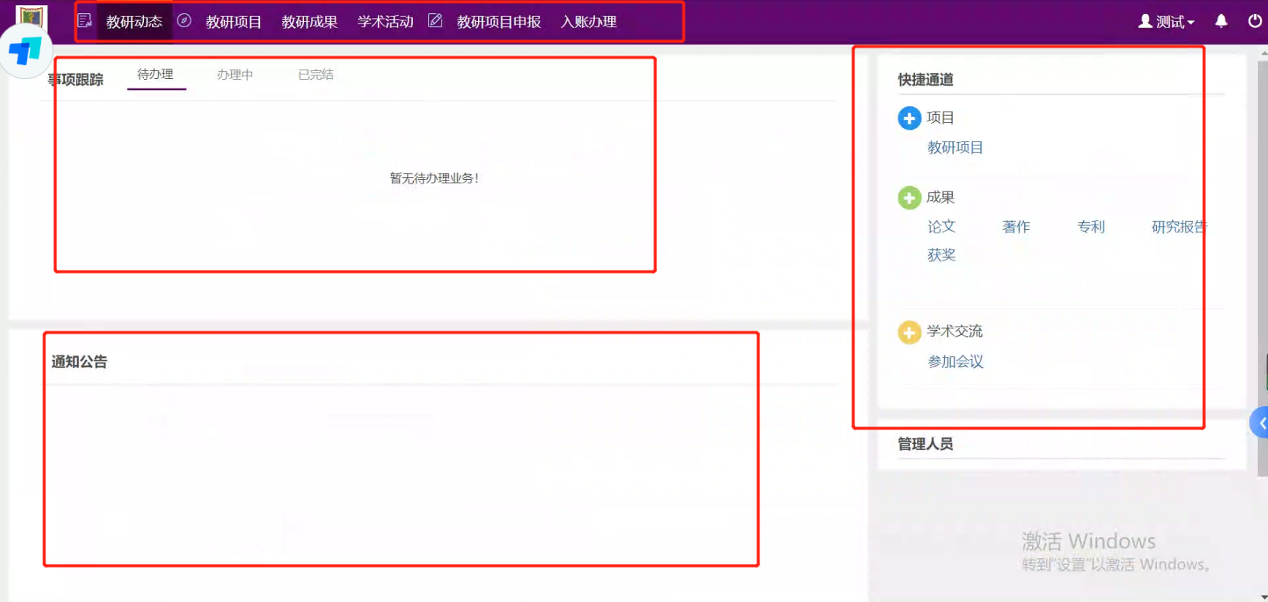 教研动态 教研项目 教研成果 学术活动 教研项目申报 入账办理 测试
事项跟踪 待办理 办理中 已完结
暂无待办理业务!
通知公告
快捷通道
项目
教研项目
成果
论文 著作 专利 研究报告
获奖
学术交流
参加会议
管理人员
激活 Windows
转到"设置"以激活 Windows。